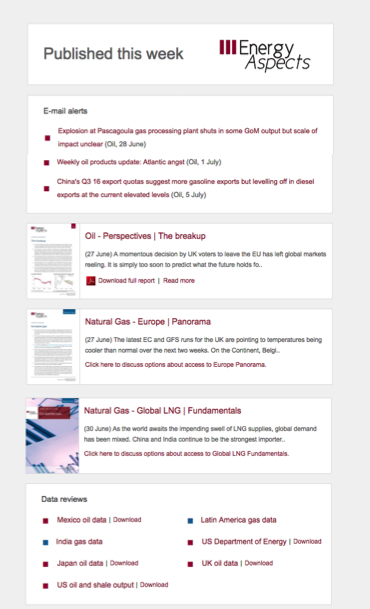 Published this week
Energy
Aspects
E-mail alerts
Explosion at Pascagoula gas processing plant shuts in some GoM output but scale of
impact unclear (Oil, 28 June)
Weekly oil products update: Atlantic angst (Oil, 1 July)
China's Q3 16 export quotas suggest more gasoline exports but levelling off in diesel
exports at the current elevated levels (Oil, 5 July)
Oil - Perspectives | The breakup
(27 June) A momentous decision by UK voters to leave the EU has left global markets
reeling. It is simply too soon to predict what the future holds fo..
Download full report | Read more
Natural Gas - Europe | Panorama
(27 June) The latest EC and GFS runs for the UK are pointing to temperatures being
cooler than normal over the next two weeks. On the Continent, Belgi..
Click here to discuss options about access to Europe Panorama.
Natural Gas - Global LNG | Fundamentals
(30 June) As the world awaits the impending swell of LNG supplies, global demand
has been mixed. China and India continue to be the strongest importer..
Click here to discuss options about access to Global LNG Fundamentals.
Data reviews
Mexico oil data | Download
Latin America gas data
India gas data
US Department of Energy | Download
Japan oil data | Download
UK oil data | Download
US oil and shale output | Download